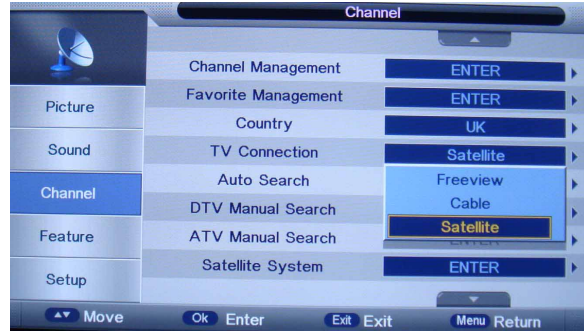 Channel
Channel Management ENTER
Favorite Management ENTER
Picture
Country UK
Sound
TV Connection Satellite
Auto Search Freeview
Channel
Cable
DTV Manual Search
Satellite
Feature
ATV Manual Search
Satellite System ENTER
Setup
Move Ok Enter Exit Exit Menu Return